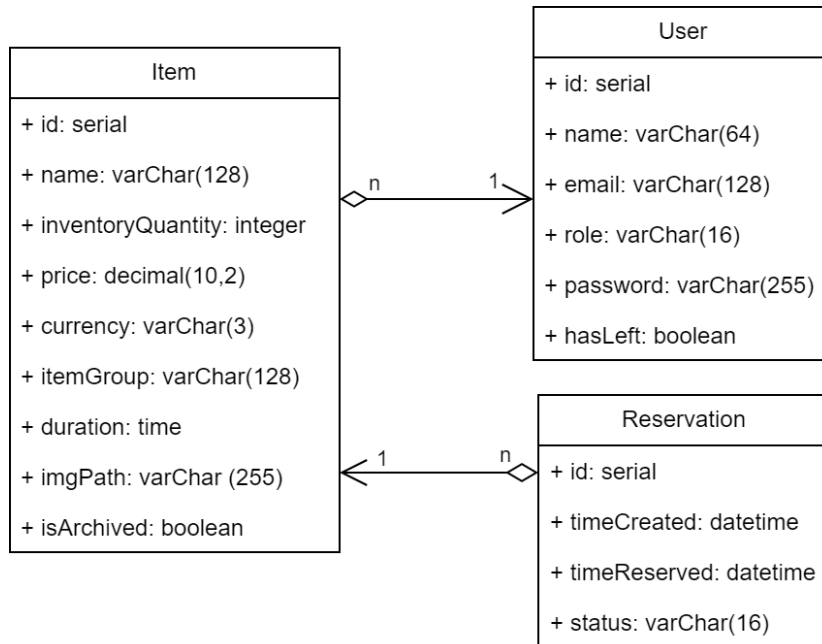 Item
+ id: serial
+ name: varChar(128)
+ inventoryQuantity: integer
+ price: decimal(10,2)
+ currency: varChar(3)
+ itemGroup: varChar(128)
+ duration: time
+ imgPath: varChar (255)
+ isArchived: boolean
n
1
User
+ id: serial
+ name: varChar(64)
+ email: varChar(128)
+ role: varChar(16)
+ password: varChar(255)
+ hasLeft: boolean
1
n
Reservation
+ id: serial
+ timeCreated: datetime
+ timeReserved: datetime
+ status: varChar(16)